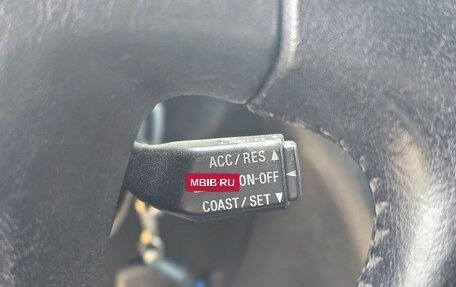 ACC/RES ▲
MBIB·RU ON-OFF ◄
COAST/SET ▼